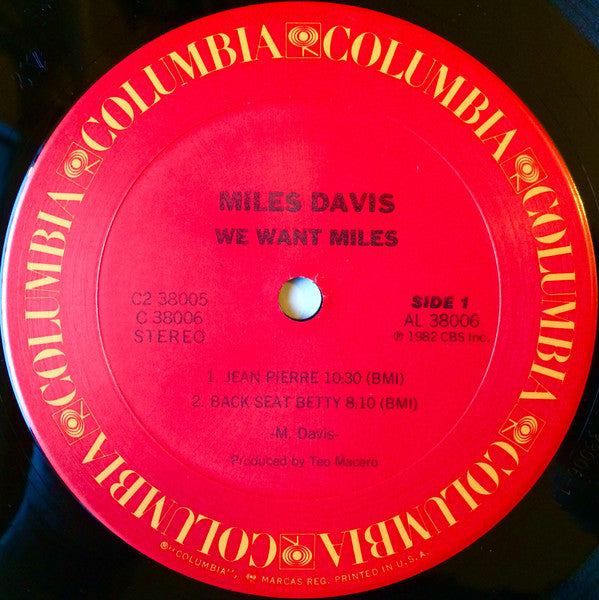 COLUMBIA COLUMBIA COLUMBIA COLUMBIA COLUMBIA COLUMBIA COLUMBIA
MILES DAVIS
WE WANT MILES
C2 38005
C 38006
STEREO
SIDE 1
AL 38006
℗ 1982 CBS Inc.
1. JEAN PIERRE 10:30 (BMI)
2. BACK SEAT BETTY 8:10 (BMI)
-M. Davis-
Produced by Teo Macero
®"COLUMBIA", MARCAS REG. PRINTED IN U.S.A.